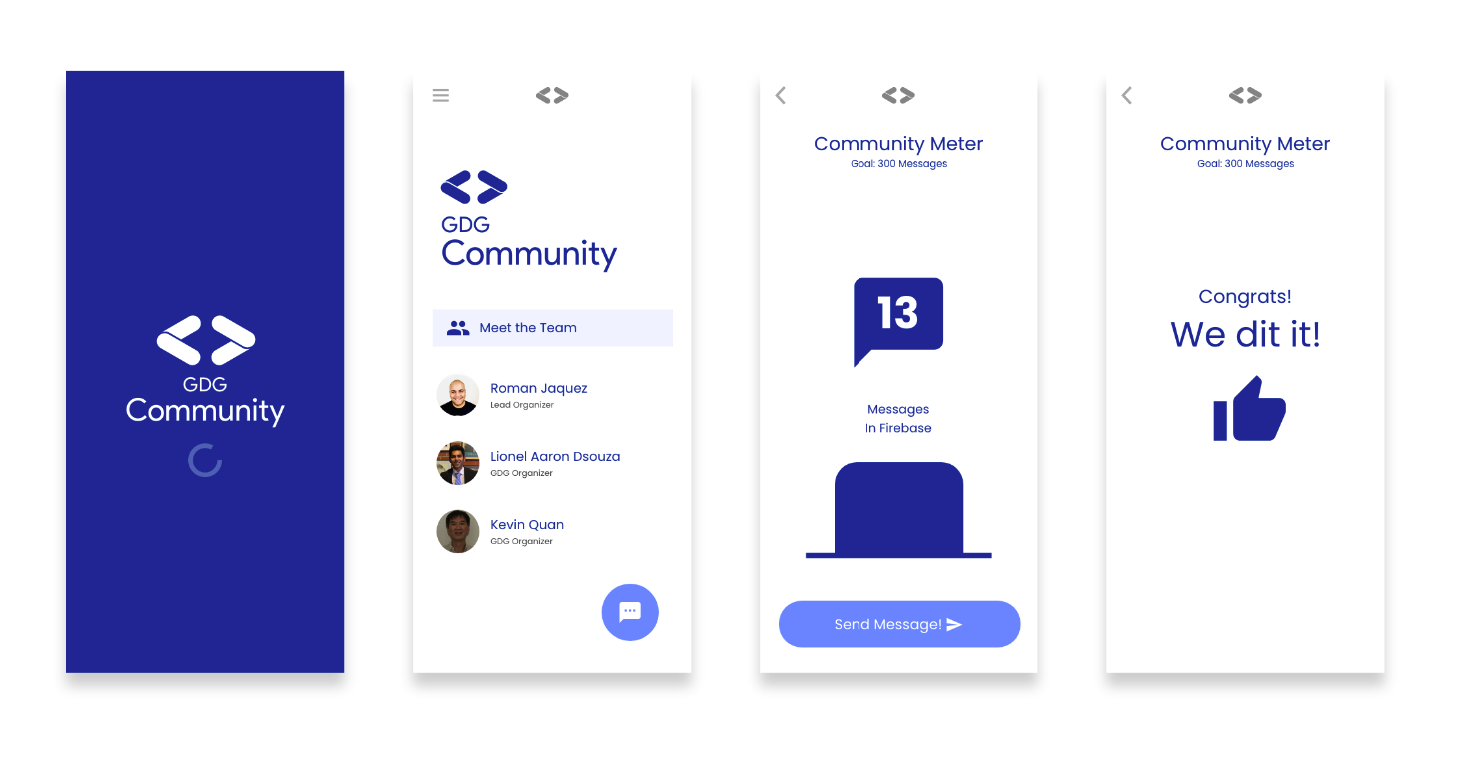 GDG
Community
GDG
Community
Meet the Team
Roman Jaquez
Lead Organizer
Lionel Aaron Dsouza
GDG Organizer
Kevin Quan
GDG Organizer
Community Meter
Goal: 300 Messages
13
Messages
In Firebase
Send Message!
Community Meter
Goal: 300 Messages
Congrats!
We dit it!